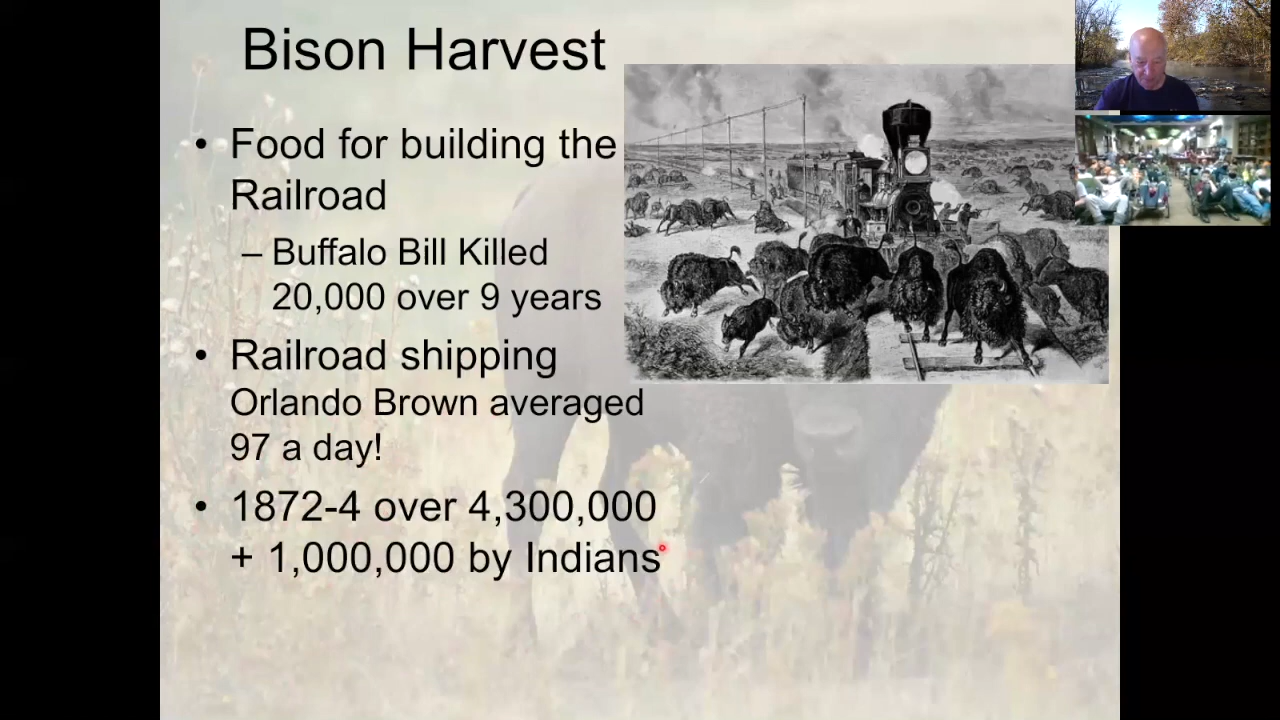 Bison Harvest
• Food for building the
Railroad
– Buffalo Bill Killed
20,000 over 9 years
• Railroad shipping
Orlando Brown averaged
97 a day!
• 1872-4 over 4,300,000
+ 1,000,000 by Indians